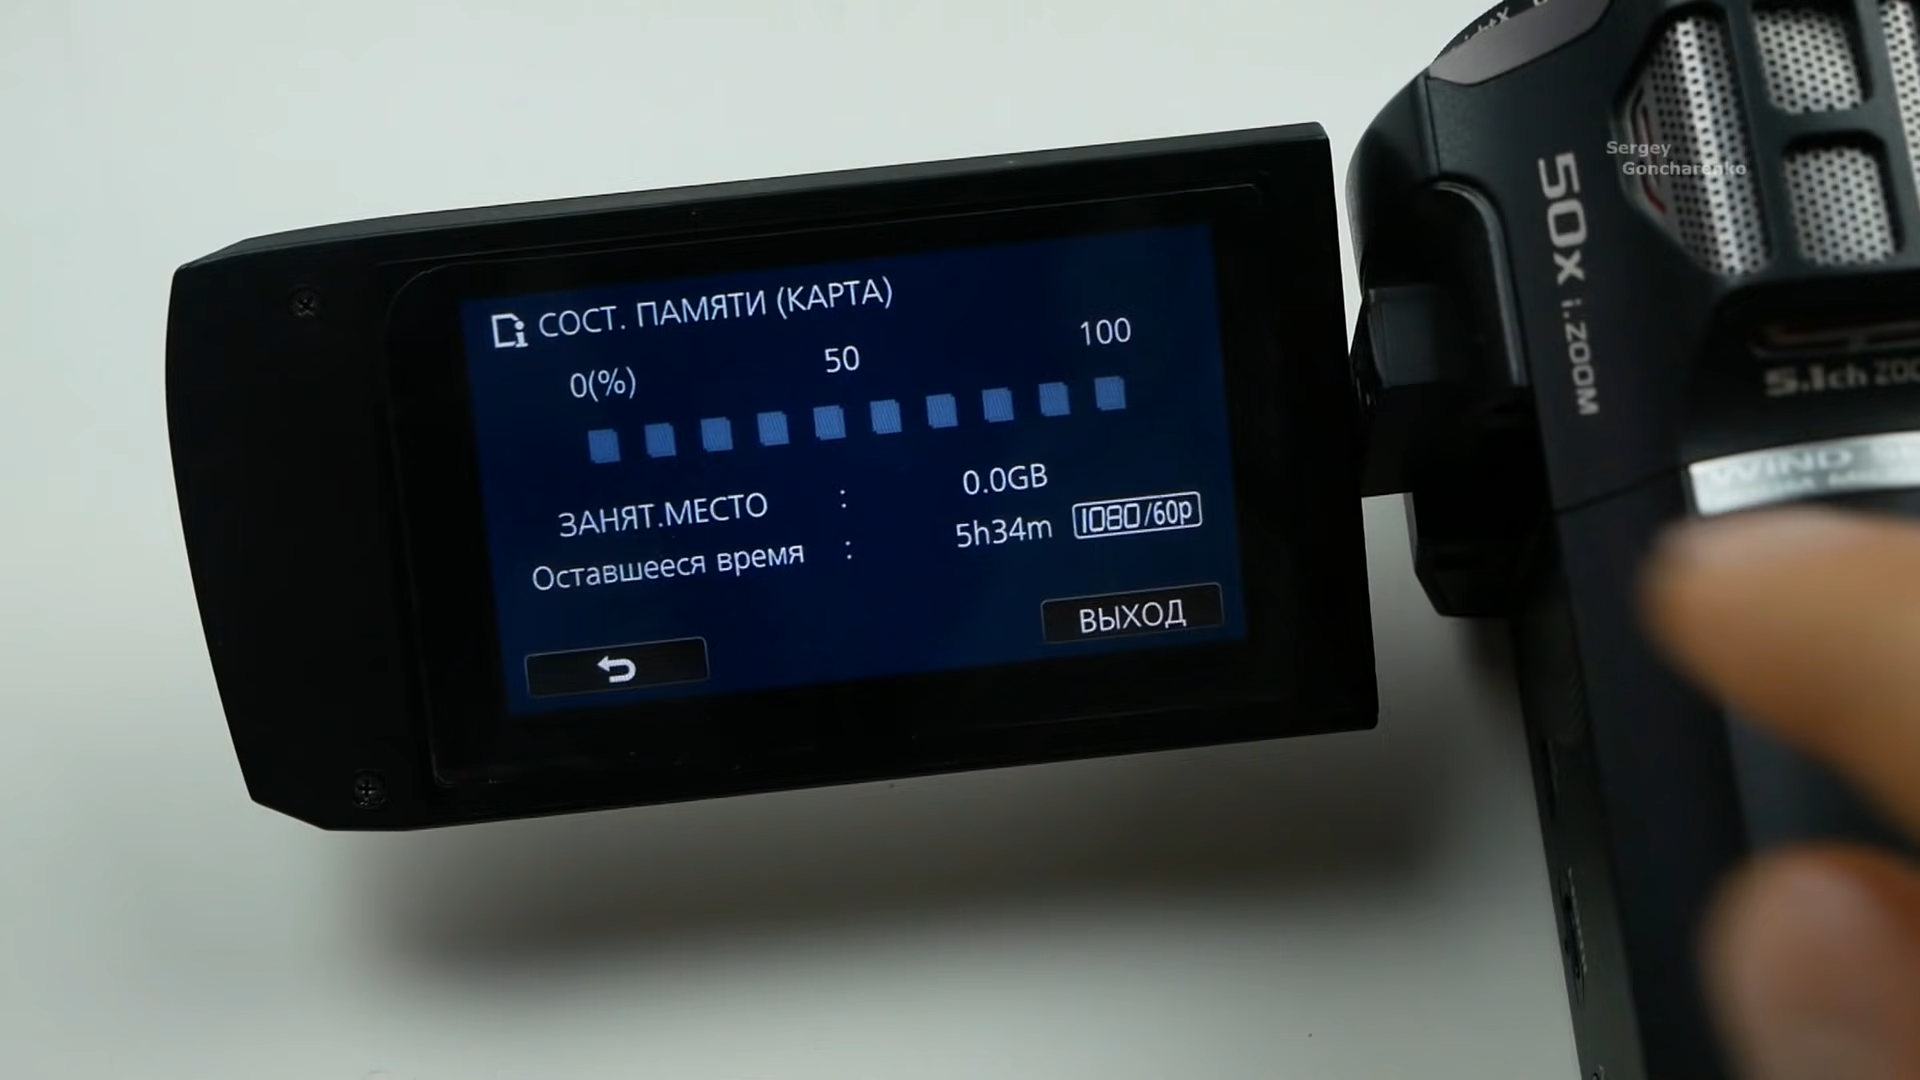 СОСТ. ПАМЯТИ (КАРТА)
0(%) 50 100
ЗАНЯТ.МЕСТО : 0.0GB
Оставшееся время : 5h34m 1080/60p
ВЫХОД
Sergey
Goncharenko
50x i.ZOOM
5.1ch
WIND